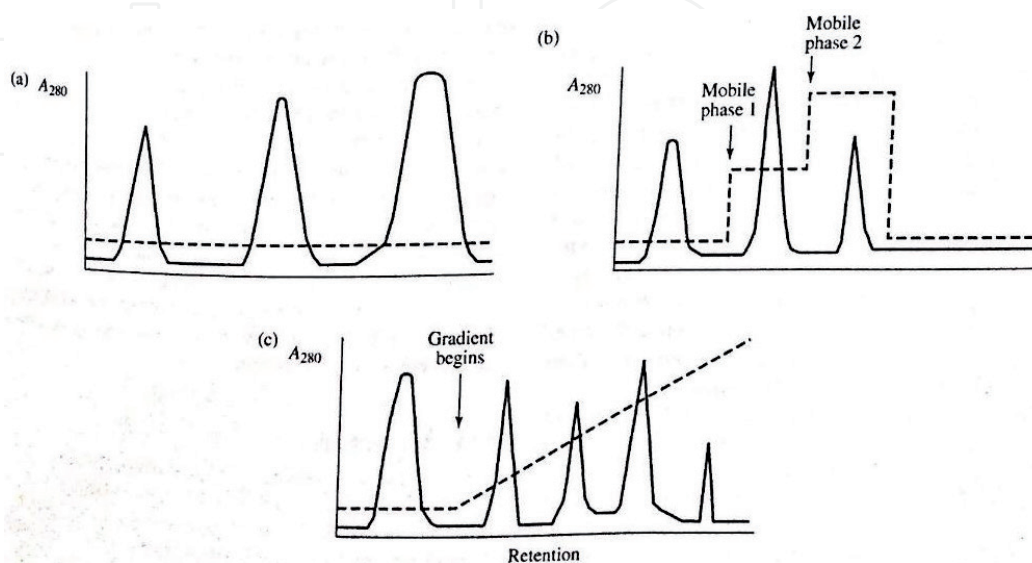 (a)
A280
(b)
A280
Mobile
phase 1
Mobile
phase 2
(c)
A280
Gradient
begins
Retention